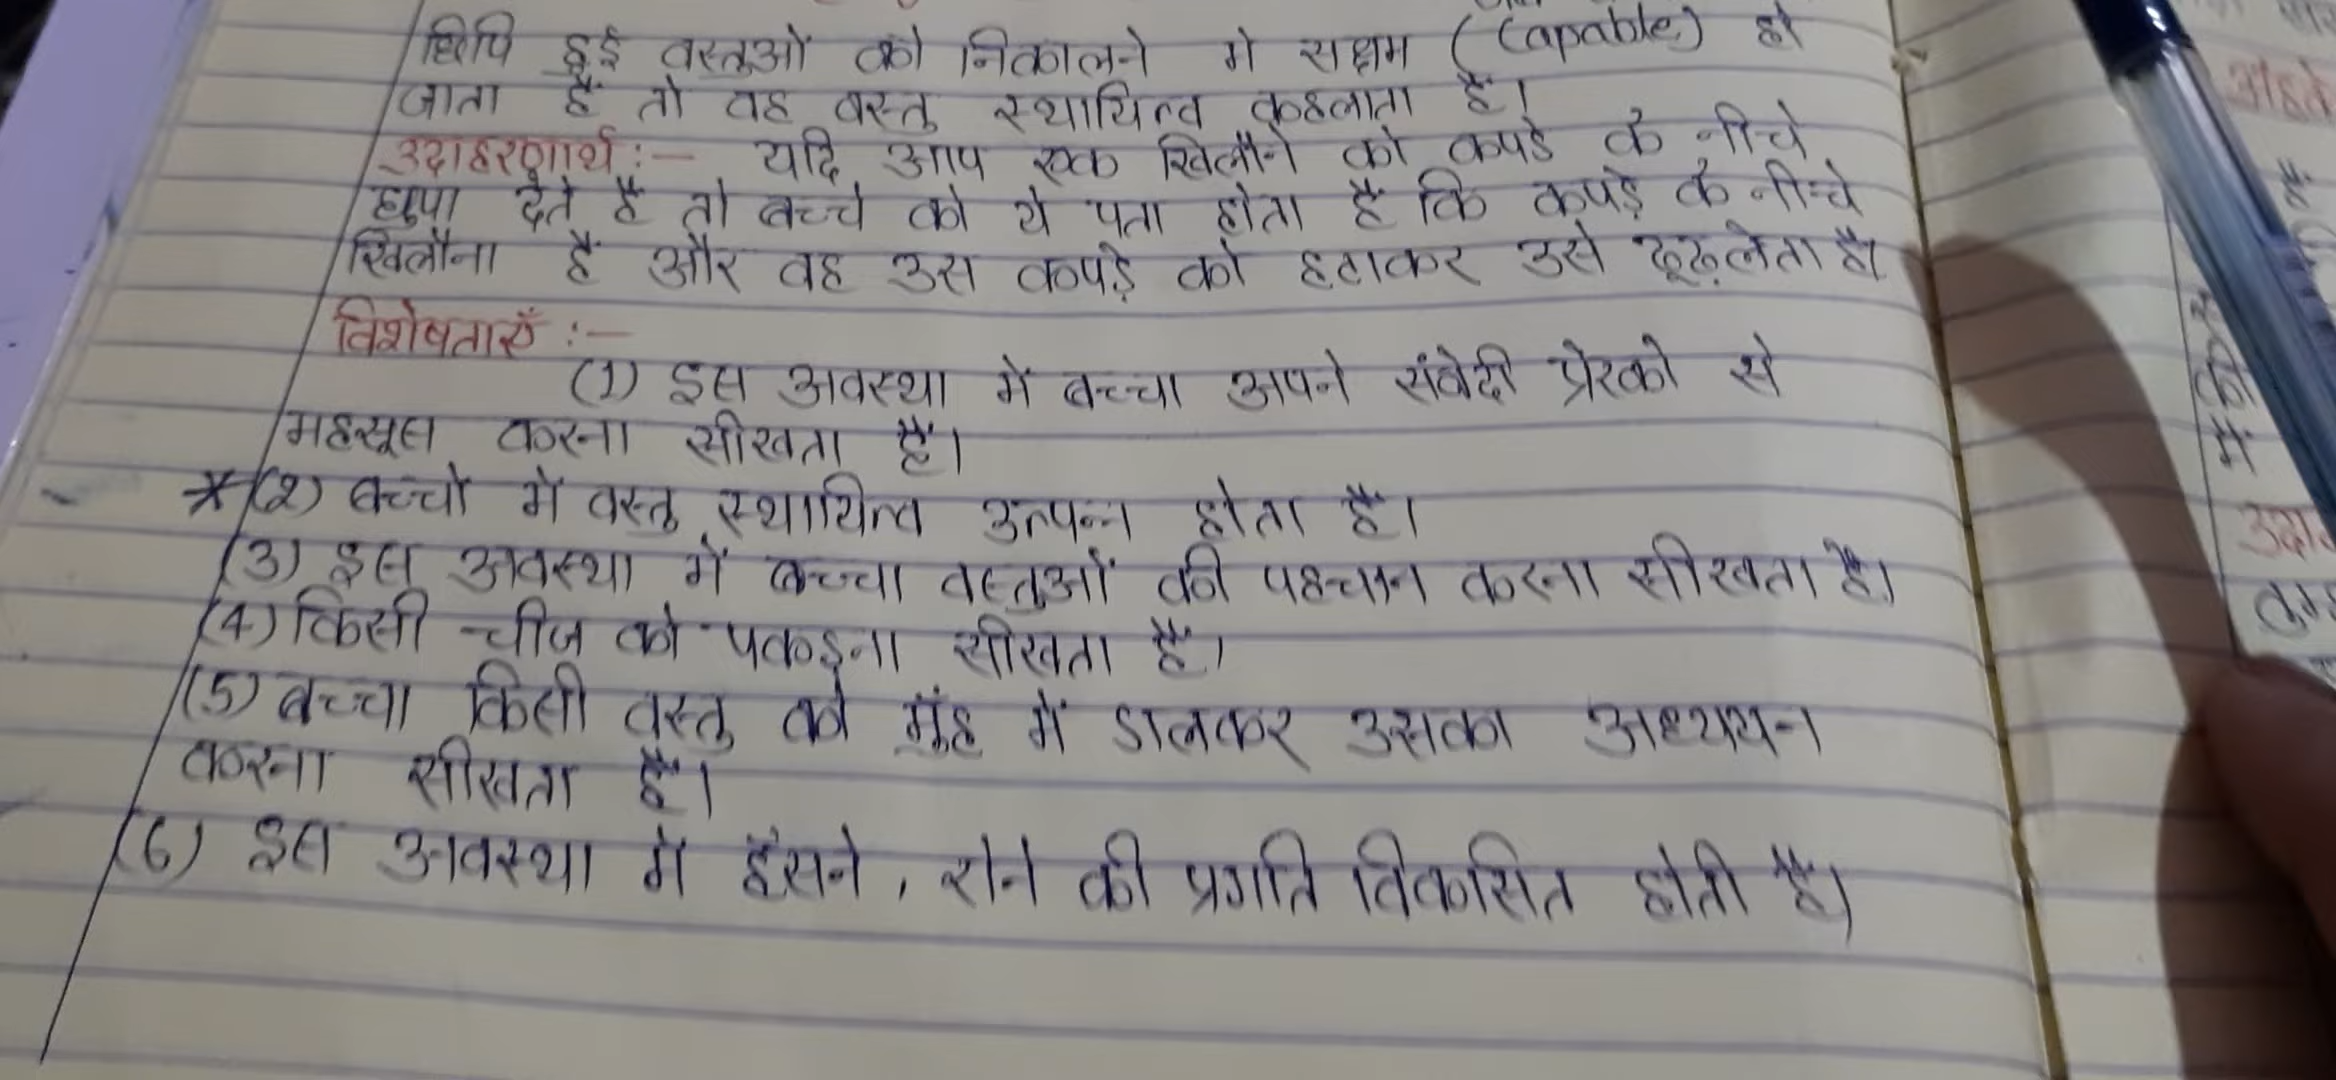 छिपि हुई वस्तुओं को निकालने मे सक्षम (Capable) हो
जाता है तो वह वस्तु स्थायित्व कहलाता है।
उदाहरणार्थ :- यदि आप एक खिलौने को कपडे के नीचे
छुपा देते हैं तो बच्चे को ये पता होता है कि कपड़े के नीचे
खिलौना है और वह उस कपड़े को हटाकर उसे ढूढ़लेता है।
विशेषताएँ :-
(1) इस अवस्था में बच्चा अपने संवेदी प्रेरको से
महसूस करना सीखता है।
*(2) बच्चो में वस्तु स्थायित्व उत्पन्न होता है।
(3) इस अवस्था में बच्चा वस्तुओं की पहचान करना सीखता है।
(4) किसी चीज को पकड़ना सीखता है।
(5) बच्चा किसी वस्तु को मुंह में डालकर उसका अध्ययन
करना सीखता है।
(6) इस अवस्था में हँसने, रोने की प्रगति विकसित होती है।
है
की
में